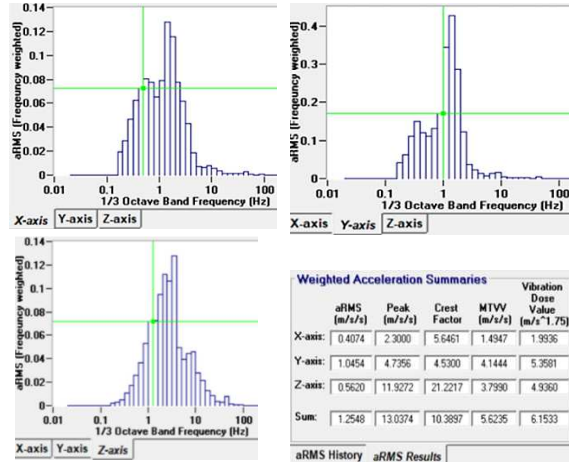 0.14
0.12
0.1
0.08
0.06
0.04
0.02
0
aRMS (Freqeuncy weighted)
0.01 0.1 1 10 100
1/3 Octave Band Frequency (Hz)
X-axis Y-axis Z-axis
0.4
0.3
0.2
0.1
0
aRMS (Freqeuncy weighted)
0.01 0.1 1 10 100
1/3 Octave Band Frequency (Hz)
X-axis Y-axis Z-axis
0.14
0.12
0.1
0.08
0.06
0.04
0.02
0
aRMS (Freqeuncy weighted)
0.01 0.1 1 10 100
1/3 Octave Band Frequency (Hz)
X-axis Y-axis Z-axis
Weighted Acceleration Summaries
aRMS (m/s/s) Peak (m/s/s) Crest Factor MTVV (m/s/s) Vibration Dose Value (m/s^1.75)
X-axis: 0.4074 2.3000 5.6461 1.4947 1.9936
Y-axis: 1.0454 4.7356 4.5300 4.1444 5.3581
Z-axis: 0.5620 11.9272 21.2217 3.7990 4.9360
Sum: 1.2548 13.0374 10.3897 5.6235 6.1533
aRMS History aRMS Results